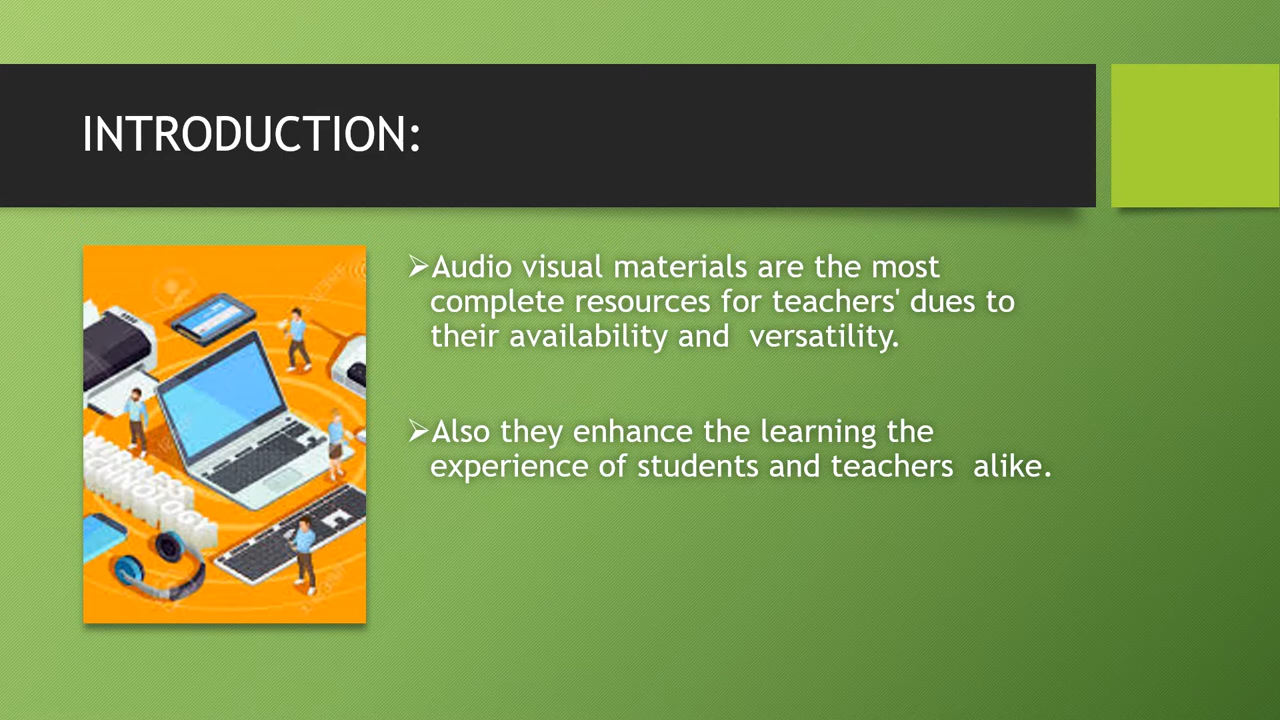 INTRODUCTION:
➢Audio visual materials are the most
complete resources for teachers' dues to
their availability and  versatility.
➢Also they enhance the learning the
experience of students and teachers  alike.